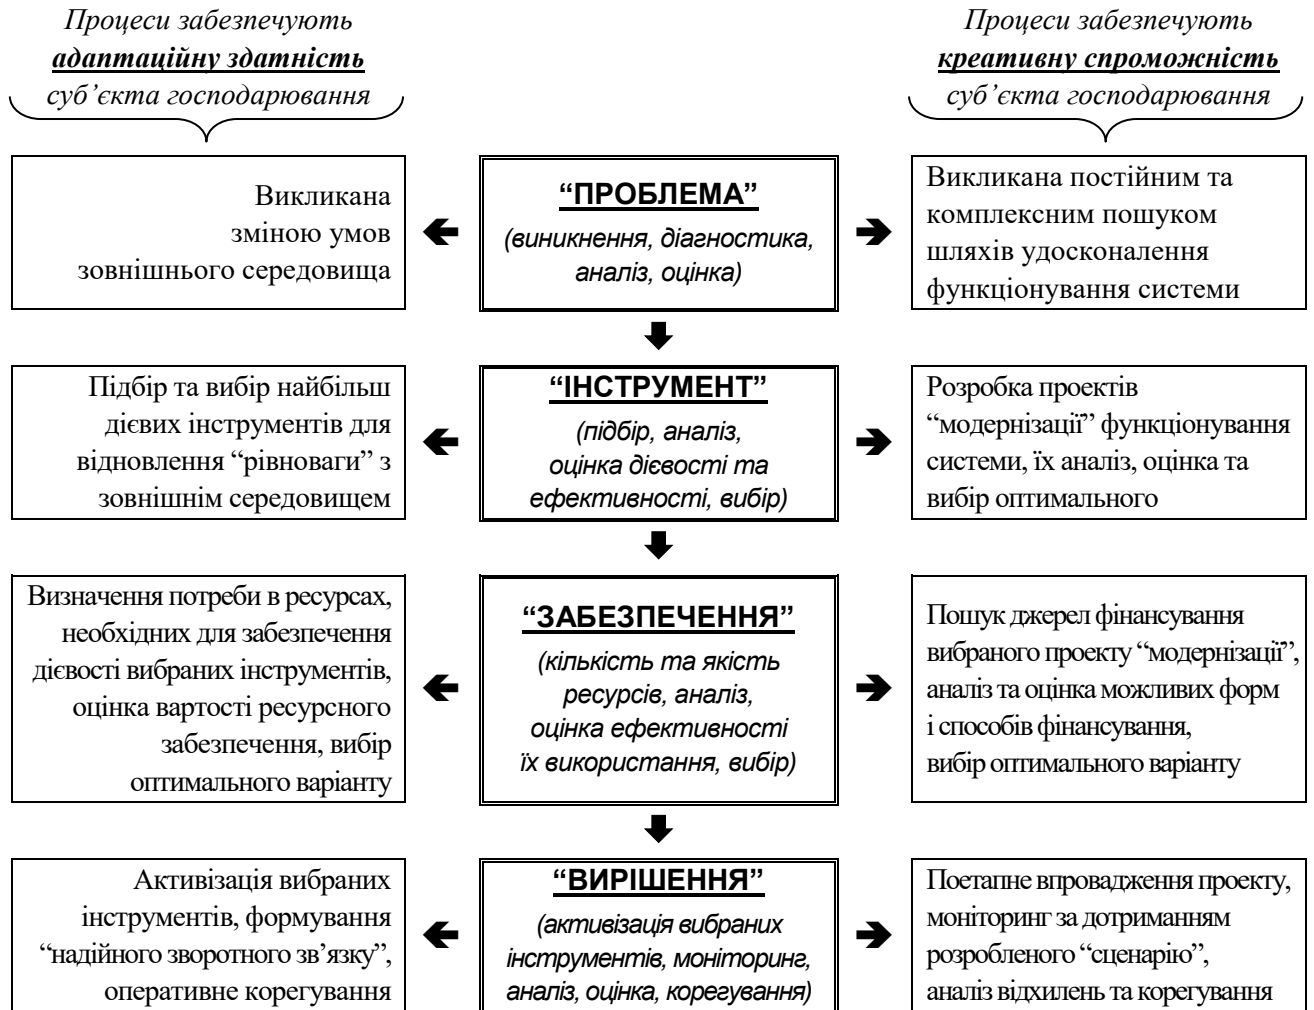 Процеси забезпечують
адаптаційну здатність
суб’єкта господарювання
Процеси забезпечують
креативну спроможність
суб’єкта господарювання
Викликана
зміною умов
зовнішнього середовища
“ПРОБЛЕМА”
(виникнення, діагностика,
аналіз, оцінка)
Викликана постійним та
комплексним пошуком
шляхів удосконалення
функціонування системи
Підбір та вибір найбільш
дієвих інструментів для
відновлення “рівноваги” з
зовнішнім середовищем
“ІНСТРУМЕНТ”
(підбір, аналіз,
оцінка дієвості та
ефективності, вибір)
Розробка проектів
“модернізації” функціонування
системи, їх аналіз, оцінка та
вибір оптимального
Визначення потреби в ресурсах,
необхідних для забезпечення
дієвості вибраних інструментів,
оцінка вартості ресурсного
забезпечення, вибір
оптимального варіанту
“ЗАБЕЗПЕЧЕННЯ”
(кількість та якість
ресурсів, аналіз,
оцінка ефективності
їх використання, вибір)
Пошук джерел фінансування
вибраного проекту “модернізації”,
аналіз та оцінка можливих форм
і способів фінансування,
вибір оптимального варіанту
Активізація вибраних
інструментів, формування
“надійного зворотного зв’язку”,
оперативне корегування
“ВИРІШЕННЯ”
(активізація вибраних
інструментів, моніторинг,
аналіз, оцінка, корегування)
Поетапне впровадження проекту,
моніторинг за дотриманням
розробленого “сценарію”,
аналіз відхилень та корегування